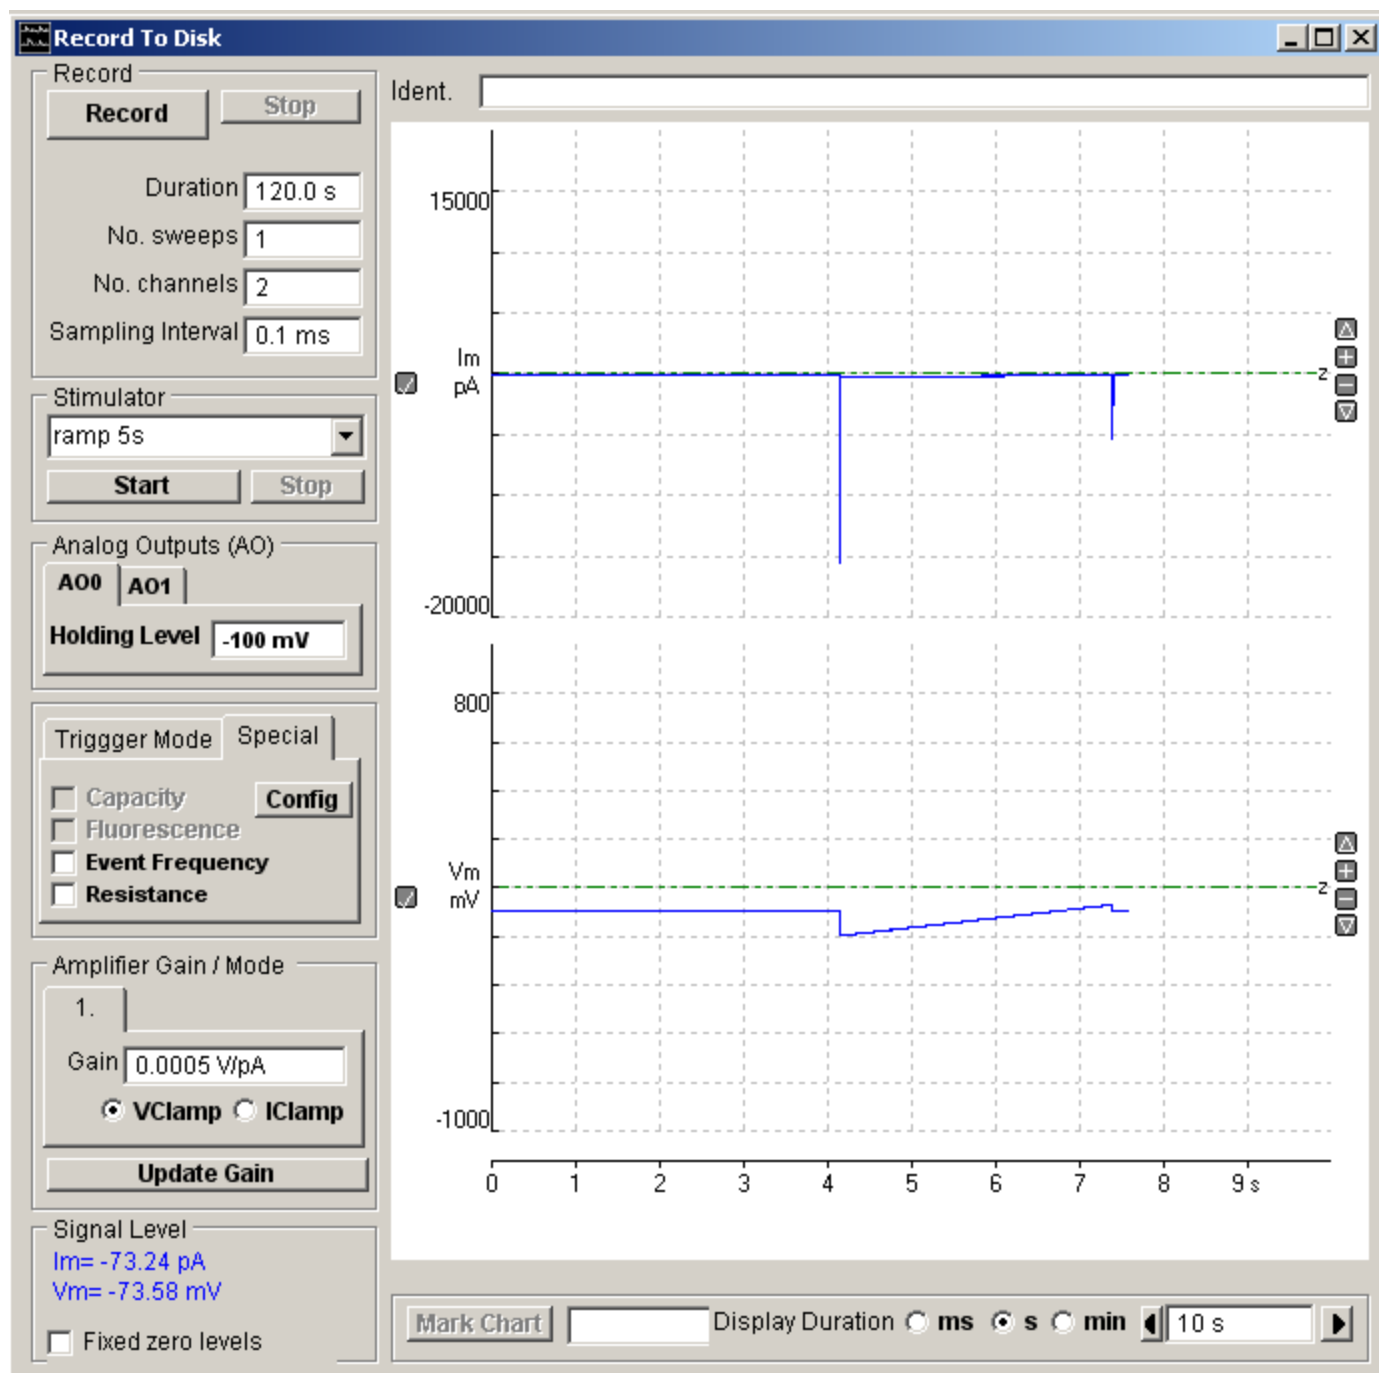 Record To Disk
Record
Record Stop
Duration 120.0 s
No. sweeps 1
No. channels 2
Sampling Interval 0.1 ms
Stimulator
ramp 5s
Start Stop
Analog Outputs (AO)
AO0 AO1
Holding Level -100 mV
Triggger Mode Special
Capacity Config
Fluorescence
Event Frequency
Resistance
Amplifier Gain / Mode
1.
Gain 0.0005 V/pA
VClamp IClamp
Update Gain
Signal Level
Im= -73.24 pA
Vm= -73.58 mV
Fixed zero levels
Ident.
15000
Im
pA
z
-20000
800
Vm
mV
z
-1000
0 1 2 3 4 5 6 7 8 9 s
Mark Chart Display Duration ms s min 10 s